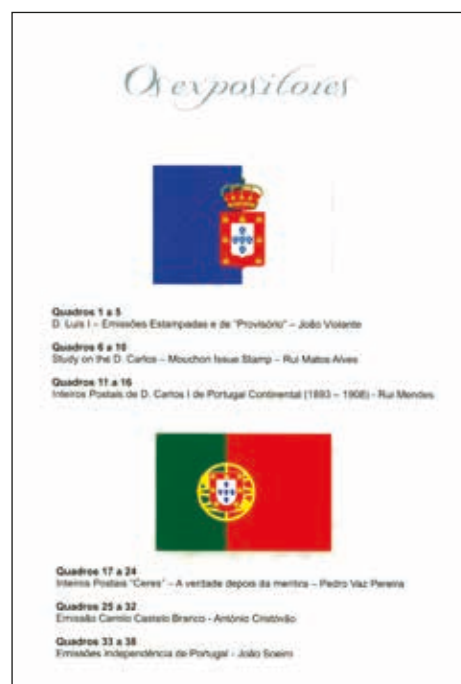 Os expositores
Quadros 1 a 5
D. Luis I – Emissões Estampadas e de "Provisório" – João Violante
Quadros 6 a 10
Study on the D. Carlos – Mouchon Issue Stamp – Rui Matos Alves
Quadros 11 a 16
Inteiros Postais de D. Carlos I de Portugal Continental (1893 – 1908) - Rui Mendes
Quadros 17 a 24
Inteiros Postais "Ceres" – A verdade depois da mentira – Pedro Vaz Pereira
Quadros 25 a 32
Emissão Camilo Castelo Branco - António Cristóvão
Quadros 33 a 38
Emissões Independência de Portugal - João Soeiro